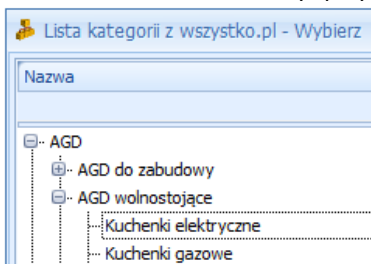 Lista kategorii z wszystko.pl - Wybierz
Nazwa
AGD
AGD do zabudowy
AGD wolnostojące
Kuchenki elektryczne
Kuchenki gazowe